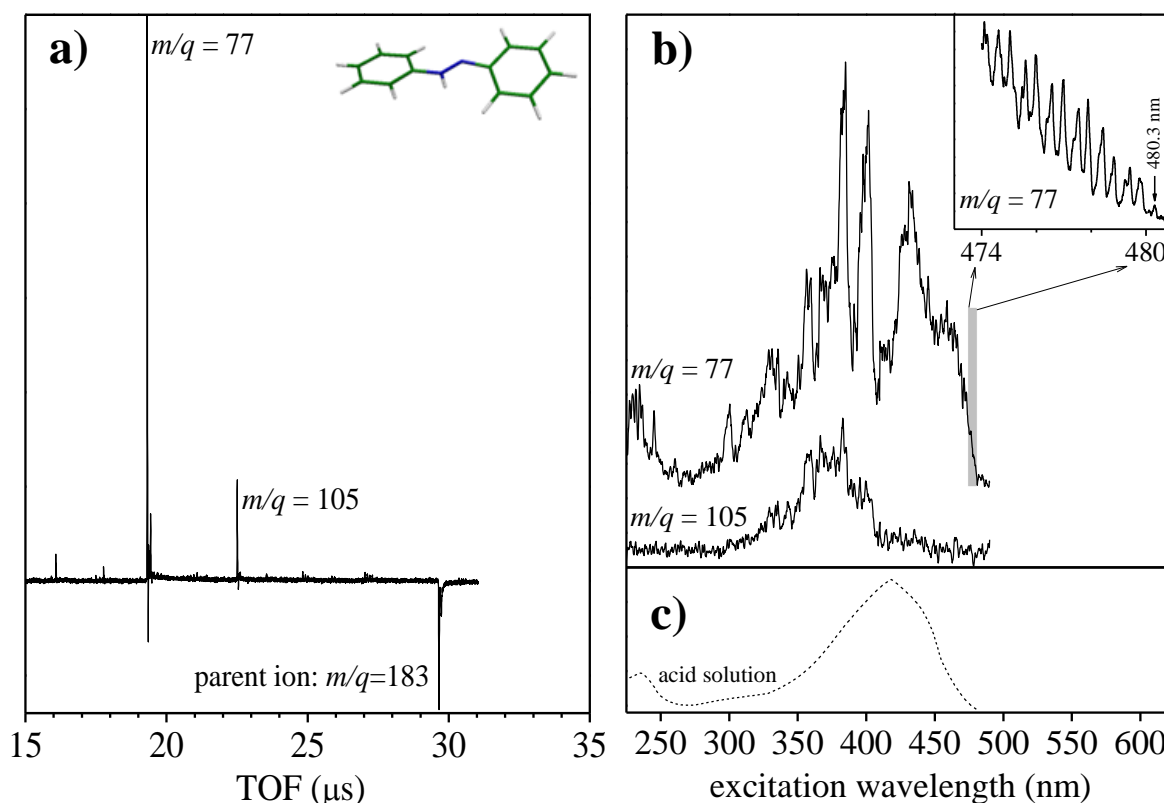 a)
m/q = 77
m/q = 105
parent ion: m/q=183
15 20 25 30 35
TOF (μs)
b)
480.3 nm
m/q = 77
474 480
m/q = 77
m/q = 105
c)
acid solution
250 300 350 400 450 500 550 600
excitation wavelength (nm)